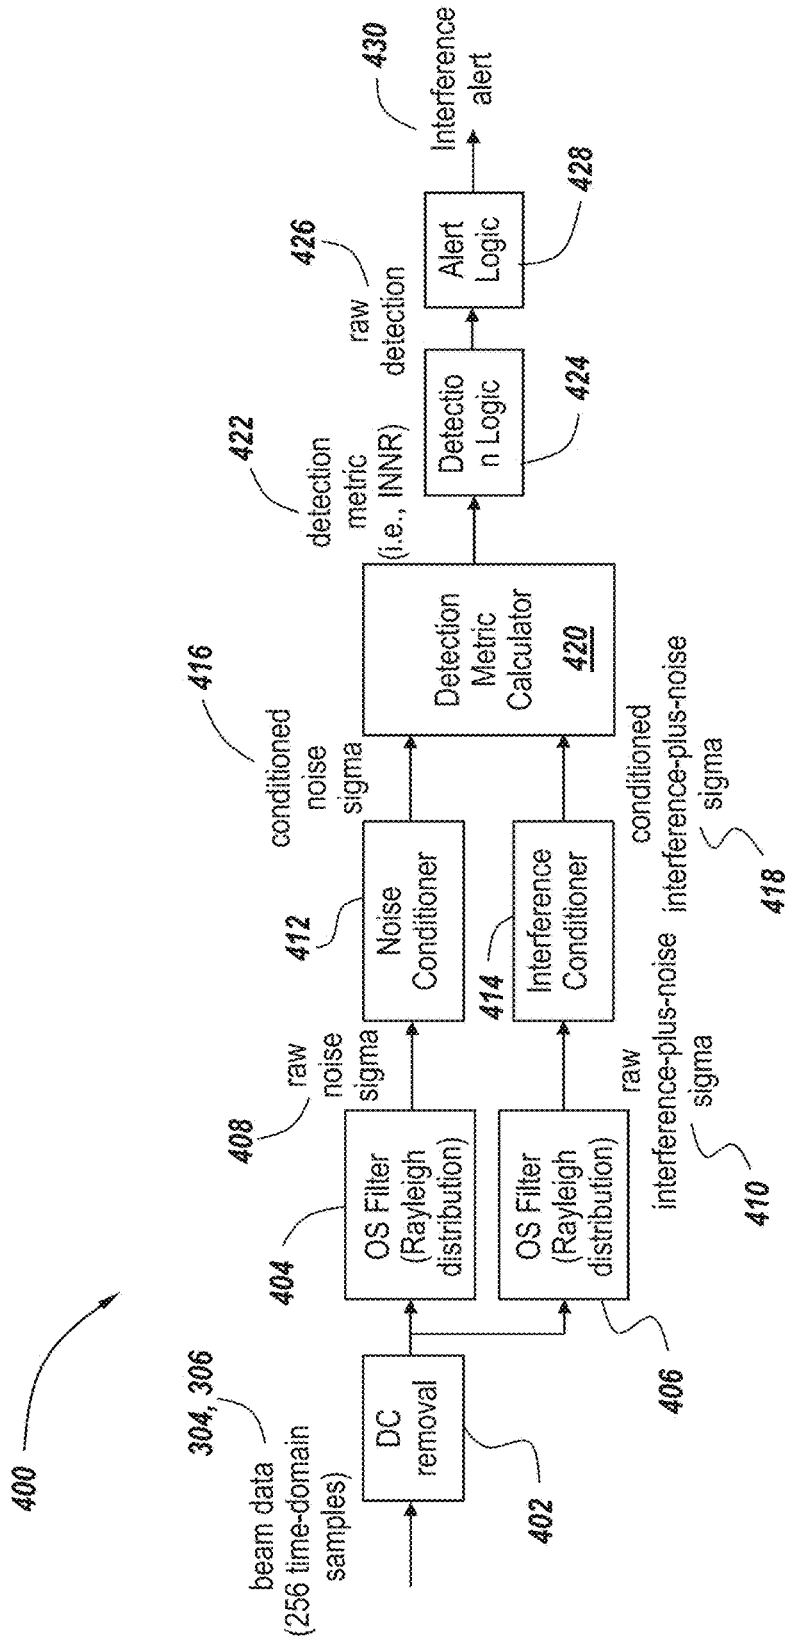 400
304, 306
beam data
(256 time-domain
samples)
DC
removal
402
404
OS Filter
(Rayleigh
distribution)
OS Filter
(Rayleigh
distribution)
406
408
raw
noise
sigma
raw
interference-plus-noise
sigma
410
412
Noise
Conditioner
414
Interference
Conditioner
416
conditioned
noise
sigma
conditioned
interference-plus-noise
sigma
418
Detection
Metric
Calculator
420
422
detection
metric
(i.e., INNR)
Detectio
n Logic
424
426
raw
detection
Alert
Logic
428
430
Interference
alert